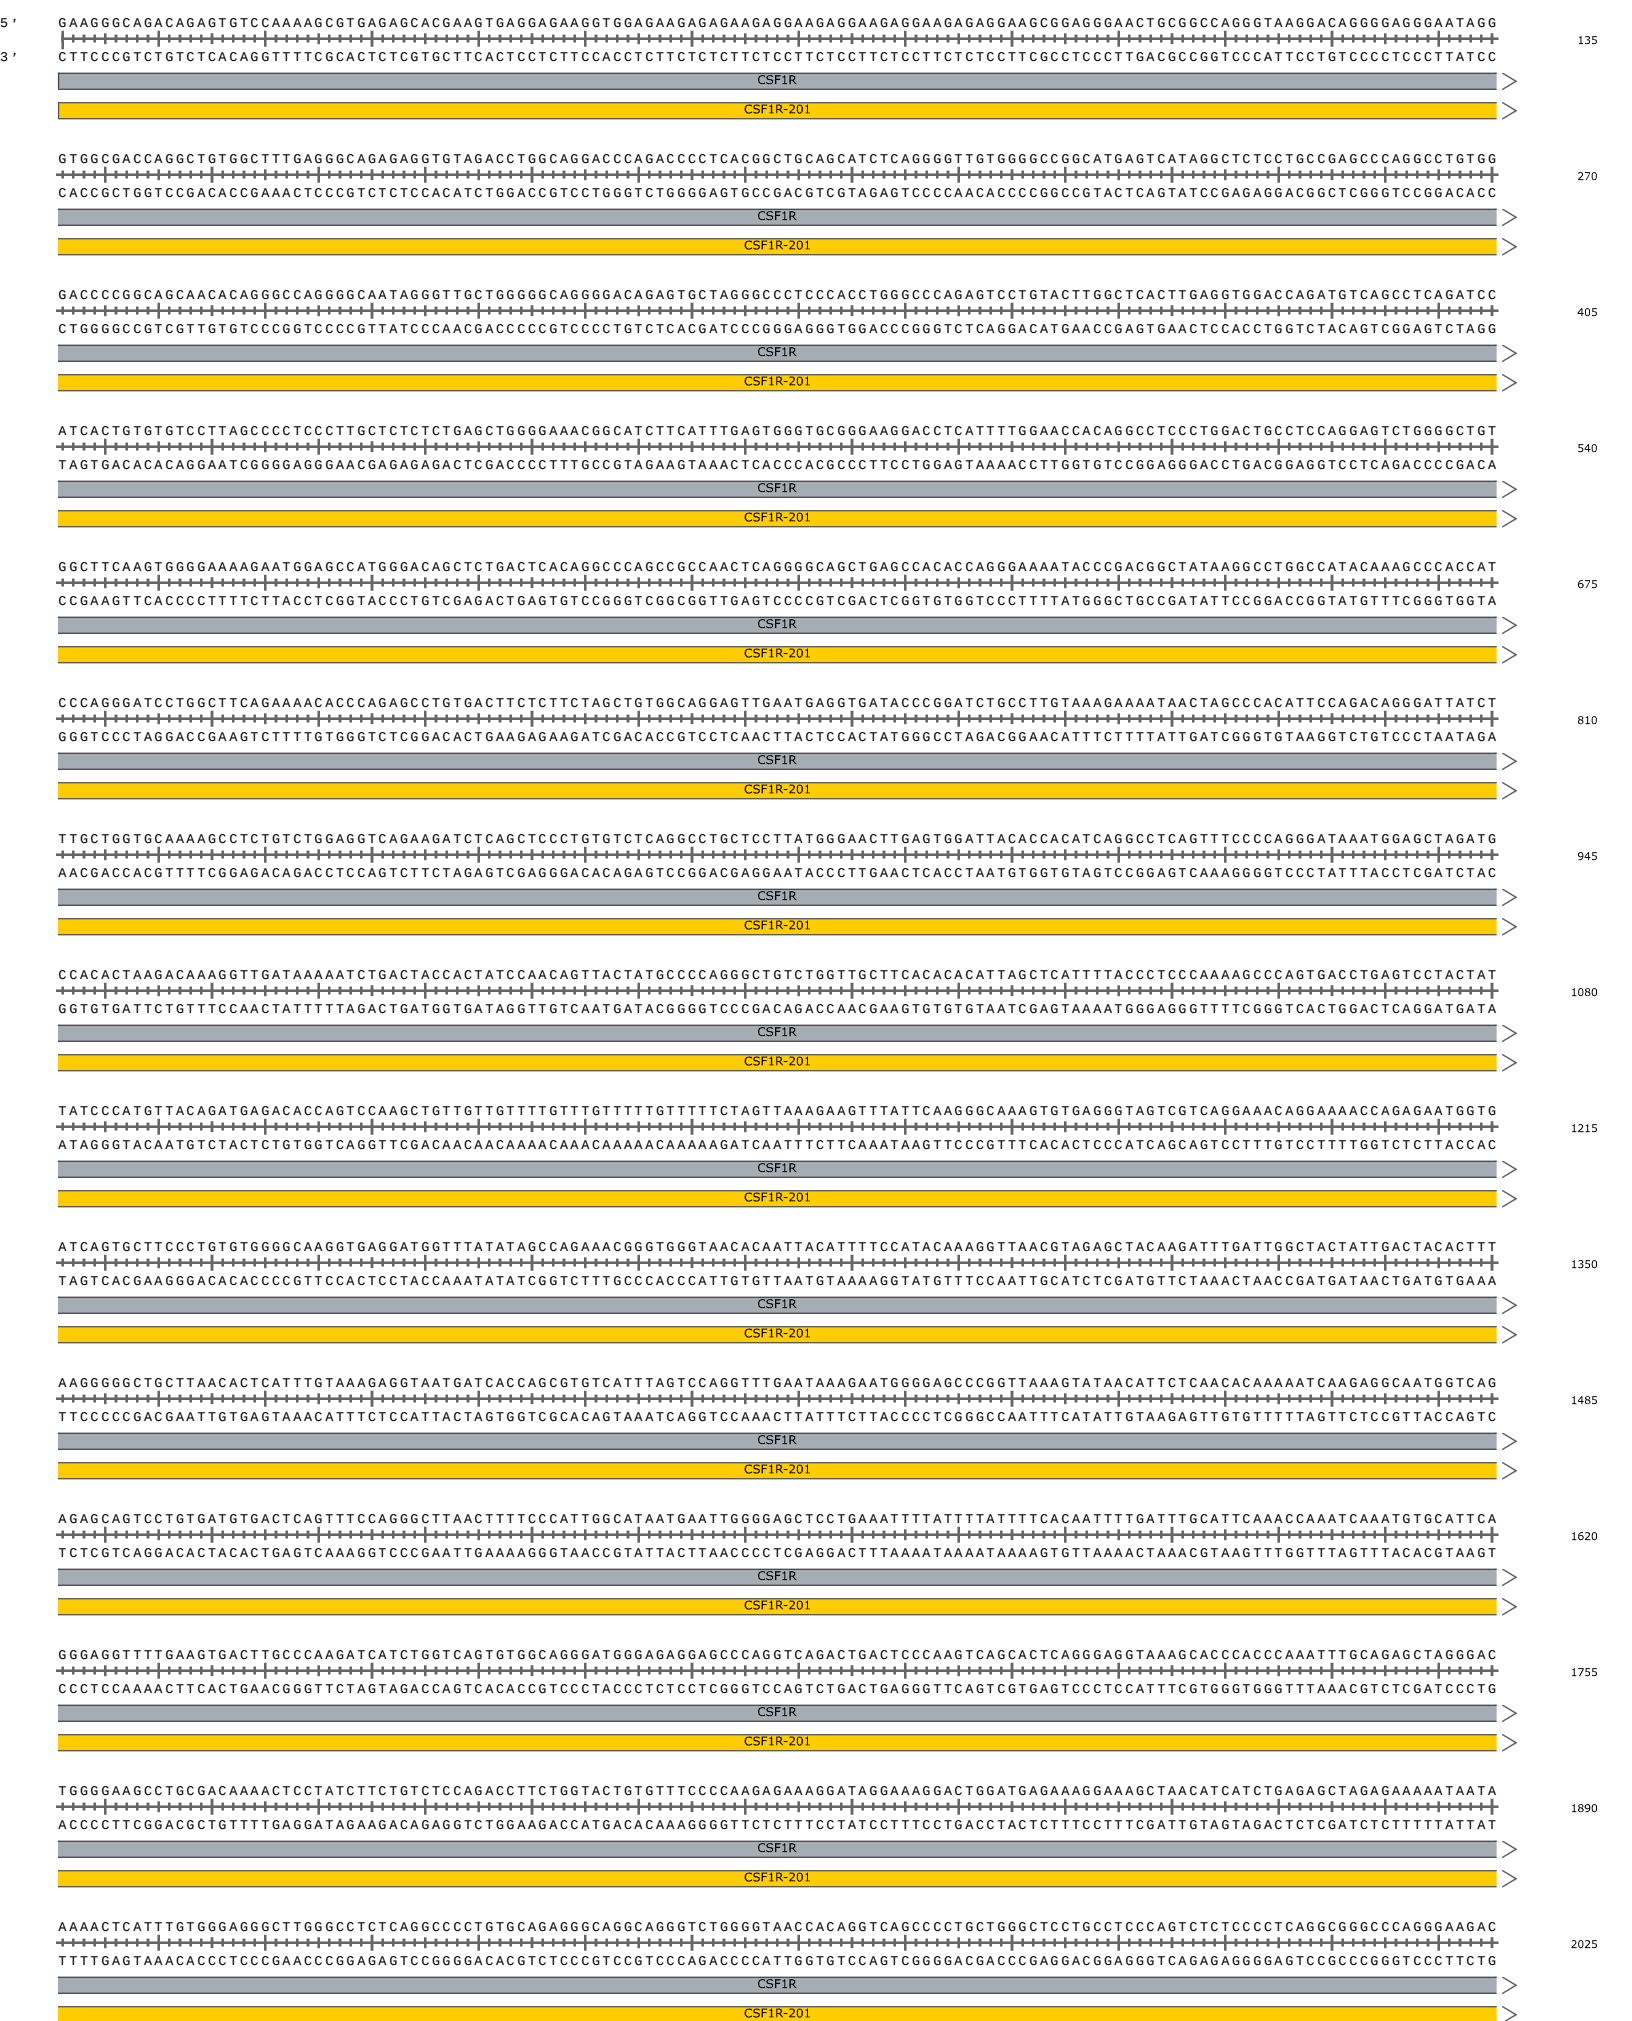 5' GAAGGGCAGACAGAGTGTCCAAAAGCGTGAGAGCACGAAGTGAGGAGAAGGTGGAGAAGAGAGAAGAGGAAGAGGAAGAGGAAGAGAGGAAGCGGAGGGAACTGCGGCCAGGGTAAGGACAGGGGAGGGAATAGG
135
3' CTTCCCGTCTGTCTCACAGGTTTTCGCACTCTCGTGCTTCACTCCTCTTCCACCTCTTCTCTCTTCTCCTTCTCCTTCTCCTTCTCTCCTTCGCCTCCCTTGACGCCGGTCCCATTCCTGTCCCCTCCCTTATCC
CSF1R
CSF1R-201
GTGGCGACCAGGCTGTGGCTTTGAGGGCAGAGAGGTGTAGACCTGGCAGGACCCAGACCCCTCACGGCTGCAGCATCTCAGGGGTTGTGGGGCCGGCATGAGTCATAGGCTCTCCTGCCGAGCCCAGGCCTGTGG
270
CACCGCTGGTCCGACACCGAAACTCCCGTCTCTCCACATCTGGACCGTCCTGGGTCTGGGGAGTGCCGACGTCGTAGAGTCCCCAACACCCCGGCCGTACTCAGTATCCGAGAGGACGGCTCGGGTCCGGACACC
CSF1R
CSF1R-201
GACCCCGGCAGCAACACAGGGCCAGGGGCAATAGGGTTGCTGGGGGCAGGGGACAGAGTGCTAGGGCCCTCCCACCTGGGCCCAGAGTCCTGTACTTGGCTCACTTGAGGTGGACCAGATGTCAGCCTCAGATCC
405
CTGGGGCCGTCGTTGTGTCCCGGTCCCCGTTATCCCAACGACCCCCGTCCCCTGTCTCACGATCCCGGGAGGGTGGACCCGGGTCTCAGGACATGAACCGAGTGAACTCCACCTGGTCTACAGTCGGAGTCTAGG
CSF1R
CSF1R-201
ATCACTGTGTGTCCTTAGCCCCTCCCTTGCTCTCTCTCTGAGCTGGGGAAACGGCATCTTCATTTGAGTGGGTGCGGGAAGGACCTCATTTTGGAACCACAGGCCTCCCTGGACTGCCTCCAGGAGTCTGGGGCTGT
540
TAGTGACACACAGGAATCGGGGAGGGAACGAGAGAGAGACTCGACCCCTTTGCCGTAGAAGTAAACTCACCCACGCCCTTCCTGGAGTAAAACCTTGGTGTCCGGAGGGACCTGACGGAGGTCCTCAGACCCCGACA
CSF1R
CSF1R-201
GGCTTCAAGTGGGGAAAAGAATGGAGCCATGGGACAGCTCTGACTCACAGGCCCAGCCGCCAACTCAGGGGCAGCTGAGCCACACCAGGGAAAATACCCGACGGCTATAAGGCCTGGCCATACAAAGCCCACCAT
675
CCGAAGTTCACCCCTTTTCTTACCTCGGTACCCTGTCGAGACTGAGTGTCCGGGTCGGCGGTTGAGTCCCCGTCGACTCGGTGTGGTCCCTTTTATGGGCTGCCGATATTCCGGACCGGTATGTTTCGGGTGGTA
CSF1R
CSF1R-201
CCCAGGGATCCTGGCTTCAGAAAACACCCAGAGCCTGTGACTTCTCTTCTAGCTGTGGCAGGAGTTGAATGAGGTGATACCCGGATCTGCCTTGTAAAGAAAATAACTAGCCCACATTCCAGACAGGGATTATCT
810
GGGTCCCTAGGACCGAAGTCTTTTGTGGGTCTCGGACACTGAAGAGAAGATCGACACCGTCCTCAACTTACTCCACTATGGGCCTAGACGGAACATTTCTTTTATTGATCGGGTGTAAGGTCTGTCCCTAATAGA
CSF1R
CSF1R-201
TTGCTGGTGCAAAAGCCTCTGTCTGGAGGTCAGAAGATCTCAGCTCCCTGTGTCTCAGGCCTGCTCCTTATGGGAACTTGAGTGGATTACACCACATCAGGCCTCAGTTTCCCCAGGGATAAATGGAGCTAGATG
945
AACGACCACGTTTTCGGAGACAGACCTCCAGTCTTCTAGAGTCGAGGGACACAGAGTCCGGACGAGGAATACCCTTGAACTCACCTAATGTGGTGTAGTCCGGAGTCAAAGGGGTCCCTATTTACCTCGATCTAC
CSF1R
CSF1R-201
CCACACTAAGACAAAGGTTGATAAAAATCTGACTACCACTATCCAACAGTTACTATGCCCCAGGGCTGTCTGGTTGCTTCACACACATTAGCTCATTTTACCCTCCCAAAAGCCCAGTGACCTGAGTCCTACTAT
1080
GGTGTGATTCTGTTTCCAACTATTTTTAGACTGATGGTGATAGGTTGTCAATGATACGGGGTCCCGACAGACCAACGAAGTGTGTGTAATCGAGTAAAATGGGAGGGTTTTCGGGTCACTGGACTCAGGATGATA
CSF1R
CSF1R-201
TATCCCATGTTACAGATGAGACACCAGTCCAAGCTGTTGTTGTTTTGTTTGTTTTTGTTTTTCTAGTTAAAGAAGTTTATTCAAGGGCAAAGTGTGAGGGTAGTCGTCAGGAAACAGGAAAACCAGAGAATGGTG
1215
ATAGGGTACAATGTCTACTCTGTGGTCAGGTTCGACAACAACAAAACAAACAAAAACAAAAAGATCAATTTCTTCAAATAAGTTCCCGTTTCACACTCCCATCAGCAGTCCTTTGTCCTTTTGGTCTCTTACCAC
CSF1R
CSF1R-201
ATCAGTGCTTCCCTGTGTGGGGCAAGGTGAGGATGGTTTATATAGCCAGAAACGGGTGGGTAACACAATTACATTTTCCATACAAAGGTTAACGTAGAGCTACAAGATTTGATTGGCTACTATTGACTACACTTT
1350
TAGTCACGAAGGGACACACCCCGTTCCACTCCTACCAAATATATCGGTCTTTGCCCACCCATTGTGTTAATGTAAAAGGTATGTTTCCAATTGCATCTCGATGTTCTAAACTAACCGATGATAACTGATGTGAAA
CSF1R
CSF1R-201
AAGGGGGCTGCTTAACACTCATTTGTAAAGAGGTAATGATCACCAGCGTGTCATTTAGTCCAGGTTTGAATAAAGAATGGGGAGCCCGGTTAAAGTATAACATTCTCAACACAAAAATCAAGAGGCAATGGTCAG
1485
TTCCCCCGACGAATTGTGAGTAAACATTTCTCCATTACTAGTGGTCGCACAGTAAATCAGGTCCAAACTTATTTCTTACCCCTCGGGCCAATTTCATATTGTAAGAGTTGTGTTTTTAGTTCTCCGTTACCAGTC
CSF1R
CSF1R-201
AGAGCAGTCCTGTGATGTGACTCAGTTTCCAGGGCTTAACTTTTCCCATTGGCATAATGAATTGGGGAGCTCCTGAAATTTTATTTTATTTTCACAATTTTGATTTGCATTCAAACCAAATCAAATGTGCATTCA
1620
TCTCGTCAGGACACTACACTGAGTCAAAGGTCCCGAATTGAAAAGGGTAACCGTATTACTTAACCCCTCGAGGACTTTAAAATAAAATAAAAGTGTTAAAACTAAACGTAAGTTTGGTTTAGTTTACACGTAAGT
CSF1R
CSF1R-201
GGGAGGTTTTGAAGTGACTTGCCCAAGATCATCTGGTCAGTGTGGCAGGGATGGGAGAGGAGCCCAGGTCAGACTGACTCCCAAGTCAGCACTCAGGGAGGTAAAGCACCCACCCAAATTTGCAGAGCTAGGGAC
1755
CCCTCCAAAACTTCACTGAACGGGTTCTAGTAGACCAGTCACACCGTCCCTACCCTCTCCTCGGGTCCAGTCTGACTGAGGGTTCAGTCGTGAGTCCCTCCATTTCGTGGGTGGGTTTAAACGTCTCGATCCCTG
CSF1R
CSF1R-201
TGGGGAAGCCTGCGACAAAACTCCTATCTTCTGTCTCCAGACCTTCTGGTACTGTGTTTCCCCAAGAGAAAGGATAGGAAAGGACTGGATGAGAAAGGAAAGCTAACATCATCTGAGAGCTAGAGAAAAATAATA
1890
ACCCCTTCGGACGCTGTTTTGAGGATAGAAGACAGAGGTCTGGAAGACCATGACACAAAGGGGTTCTCTTTCCTATCCTTTCCTGACCTACTCTTTCCTTTCGATTGTAGTAGACTCTCGATCTCTTTTTATTAT
CSF1R
CSF1R-201
AAAACTCATTTGTGGGAGGGCTTGGGCCTCTCAGGCCCCTGTGCAGAGGGCAGGCAGGGTCTGGGGTAACCACAGGTCAGCCCCTGCTGGGCTCCTGCCTCCCAGTCTCTCCCCTCAGGCGGGCCCAGGGAAGAC
2025
TTTTGAGTAAACACCCTCCCGAACCCGGAGAGTCCGGGGACACGTCTCCCGTCCGTCCCAGACCCCATTGGTGTCCAGTCGGGGACGACCCGAGGACGGAGGGTCAGAGAGGGGAGTCCGCCCGGGTCCCTTCTG
CSF1R
CSF1R-201